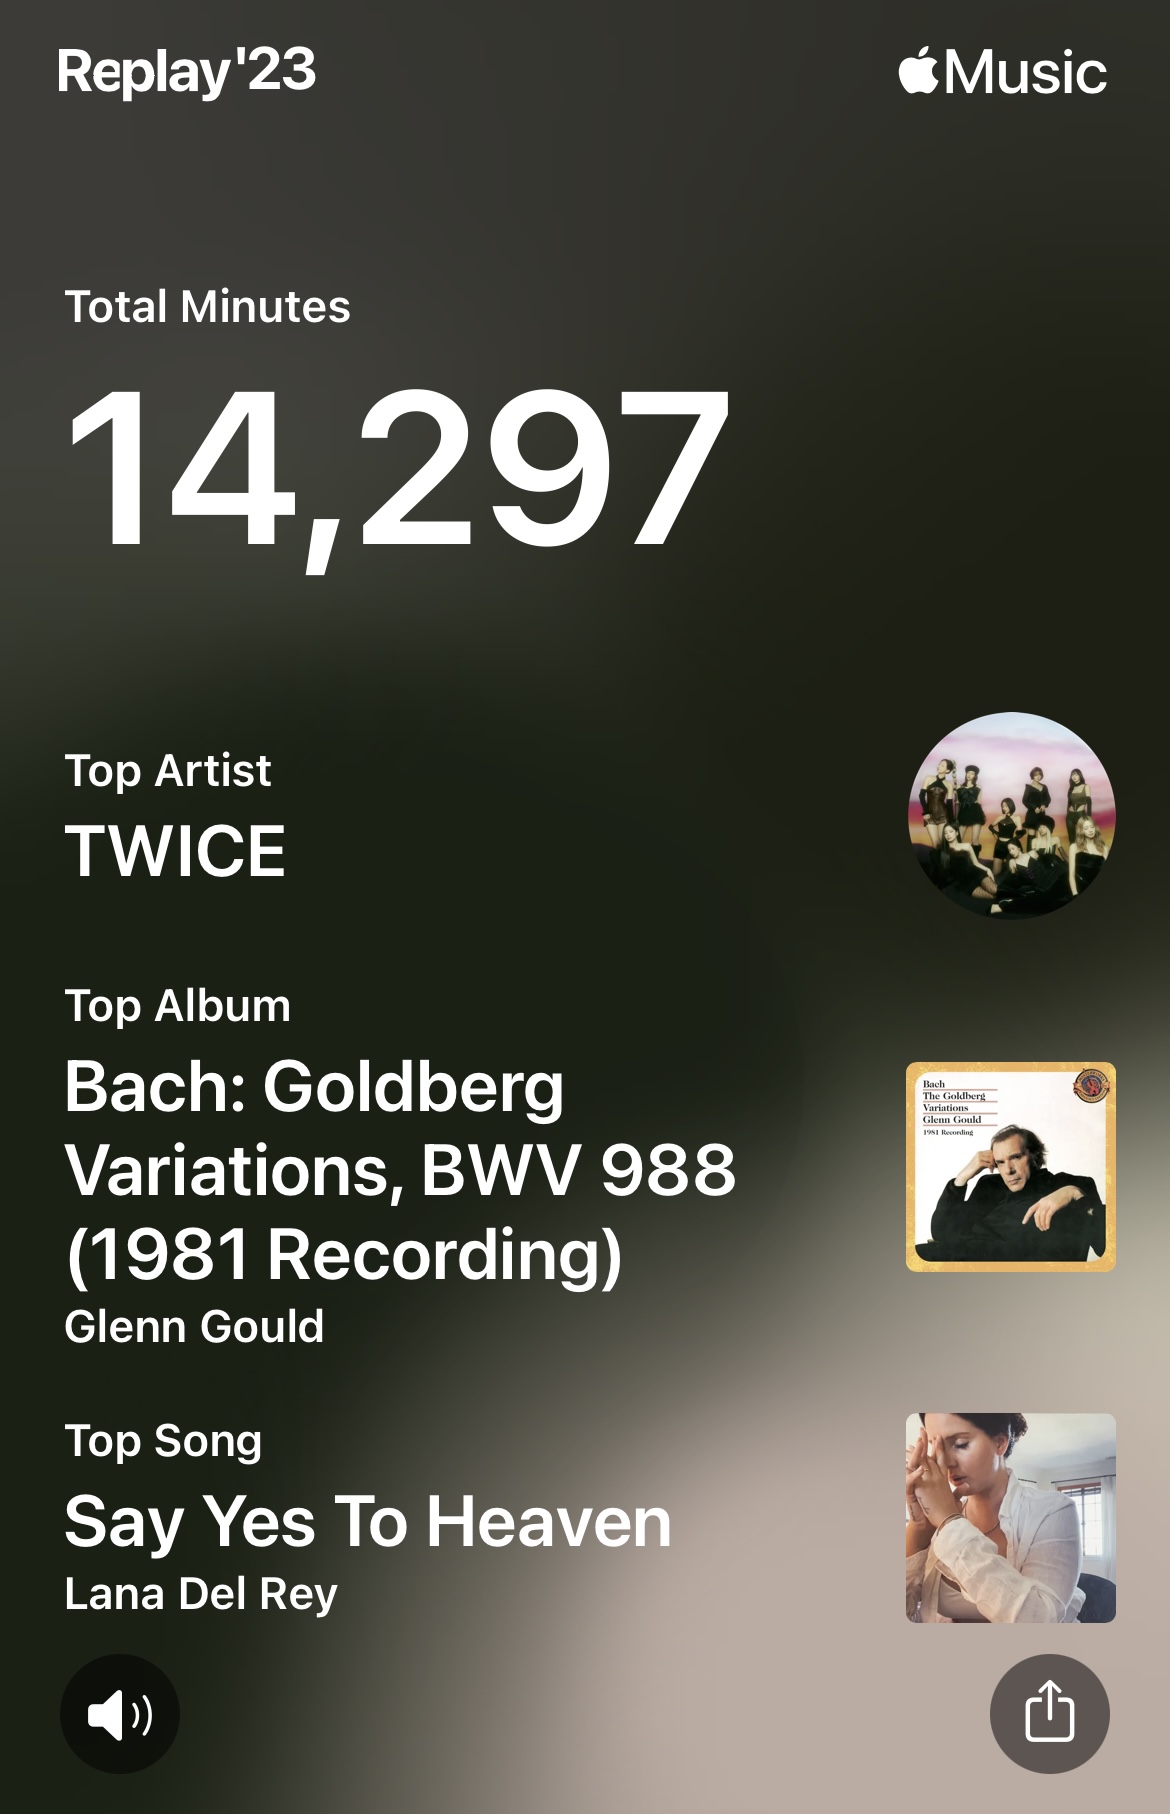 Replay'23
Music
Total Minutes
14,297
Top Artist
TWICE
Top Album
Bach: Goldberg
Variations, BWV 988
(1981 Recording)
Glenn Gould
Bach
The Goldberg
Variations
Glenn Gould
1981 Recording
Top Song
Say Yes To Heaven
Lana Del Rey